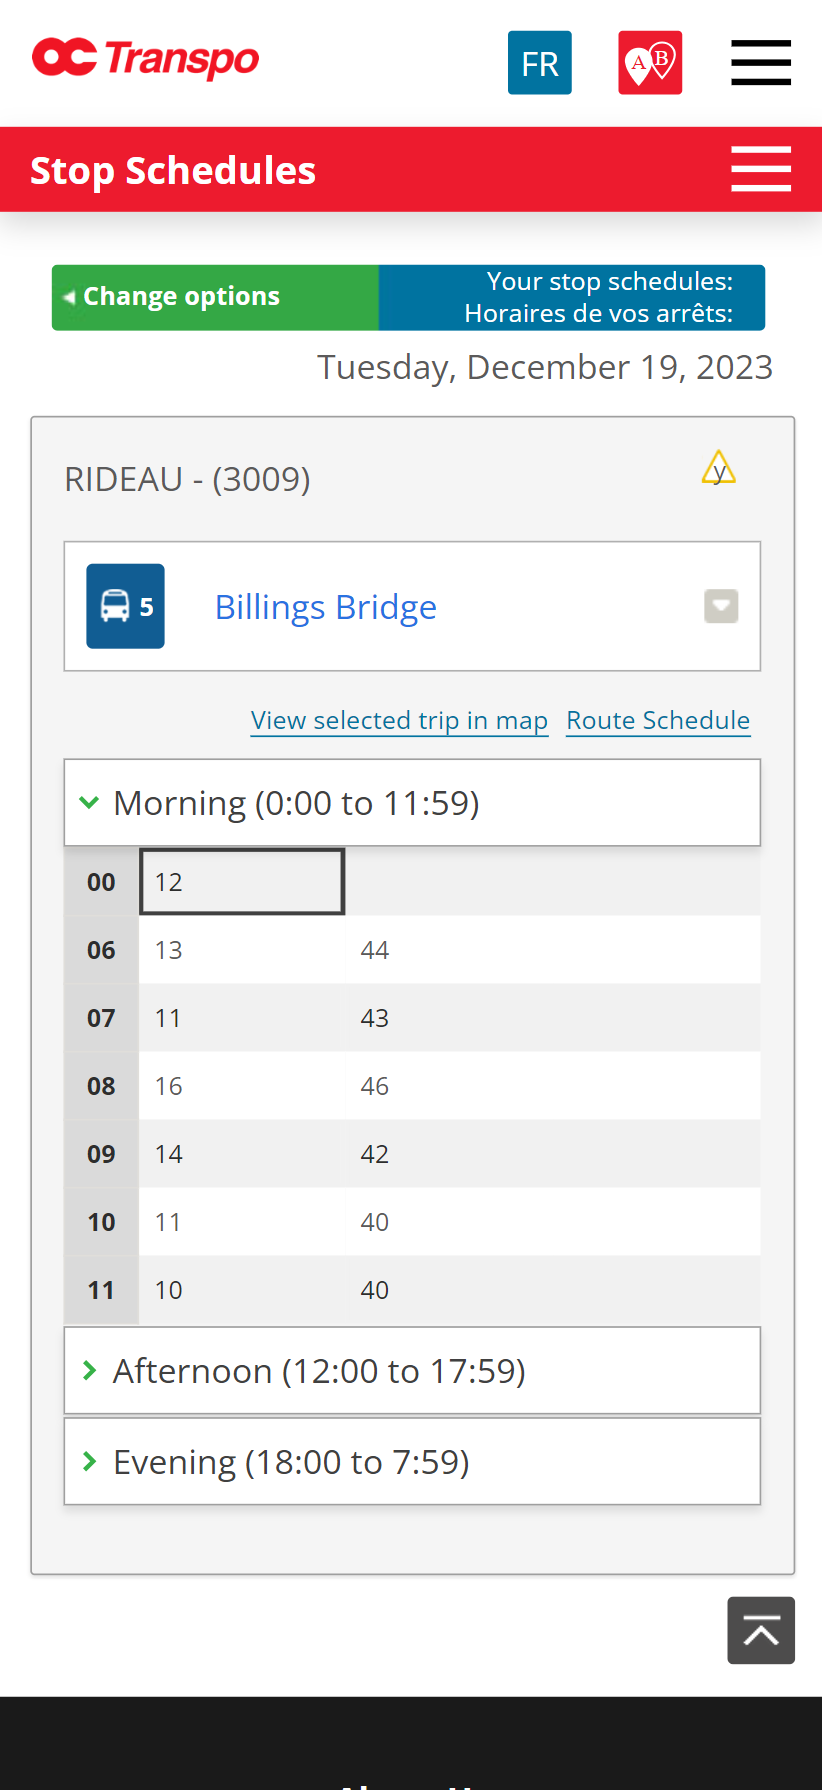 OC Transpo
FR
A B
Stop Schedules
Change options
Your stop schedules:
Horaires de vos arrêts:
Tuesday, December 19, 2023
RIDEAU - (3009)
y
5 Billings Bridge
View selected trip in map Route Schedule
Morning (0:00 to 11:59)
00 12
06 13 44
07 11 43
08 16 46
09 14 42
10 11 40
11 10 40
Afternoon (12:00 to 17:59)
Evening (18:00 to 7:59)